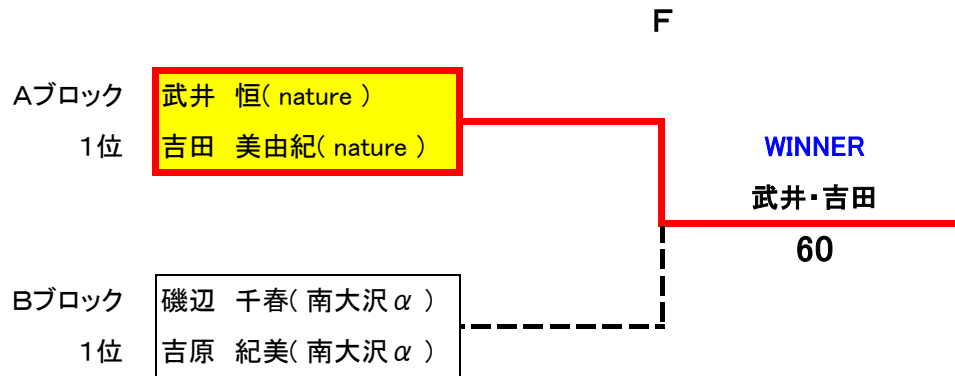 F
Aブロック 武井 恒( nature )
1位 吉田 美由紀( nature )
WINNER
武井・吉田
60
Bブロック 磯辺 千春( 南大沢α )
1位 吉原 紀美( 南大沢α )